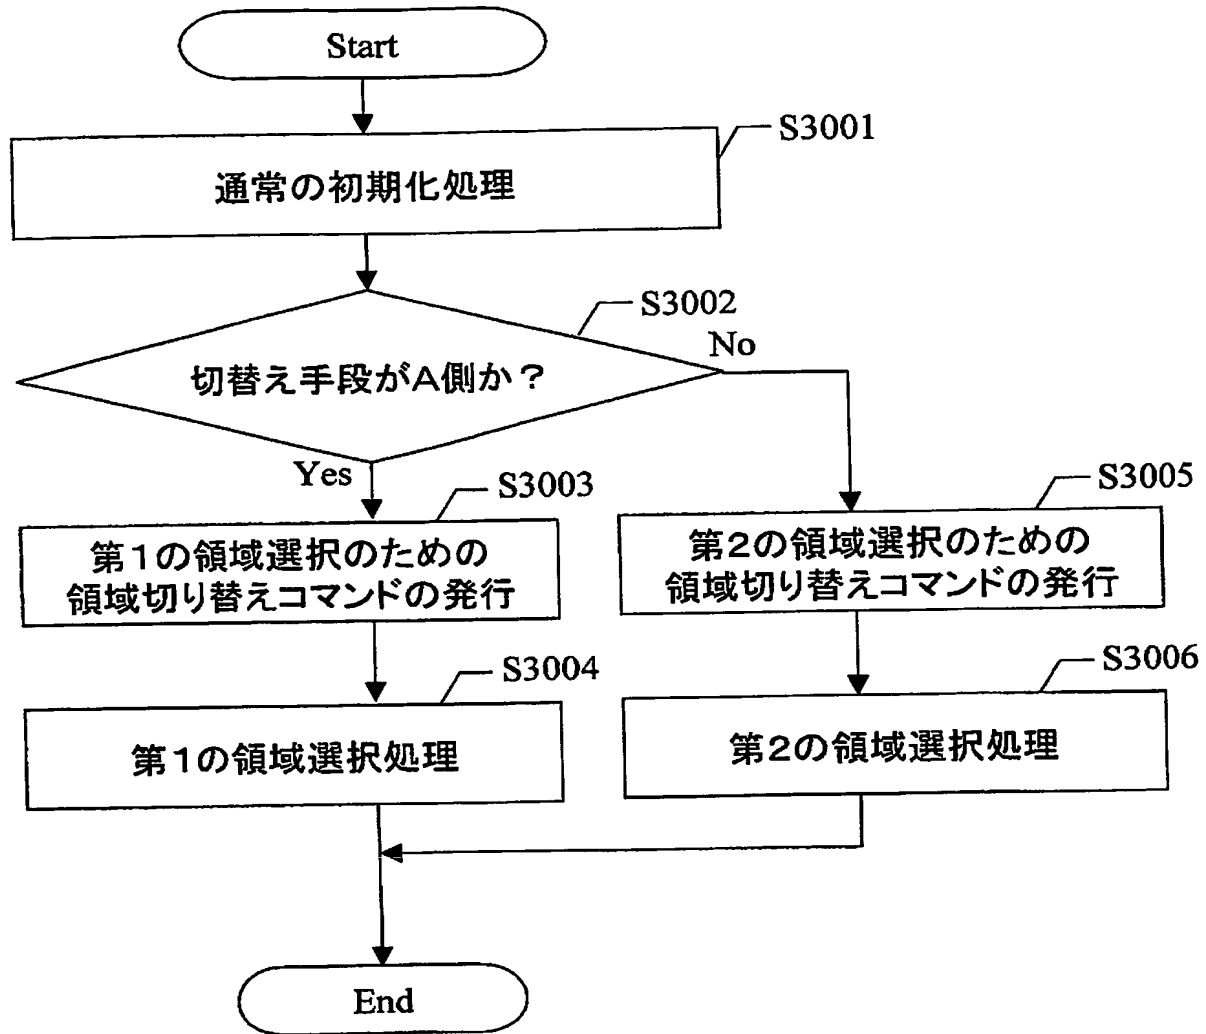 Start
S3001
通常の初期化処理
S3002
切替え手段がA側か？
No
Yes
S3003
第1の領域選択のための
領域切り替えコマンドの発行
S3005
第2の領域選択のための
領域切り替えコマンドの発行
S3004
第1の領域選択処理
S3006
第2の領域選択処理
End